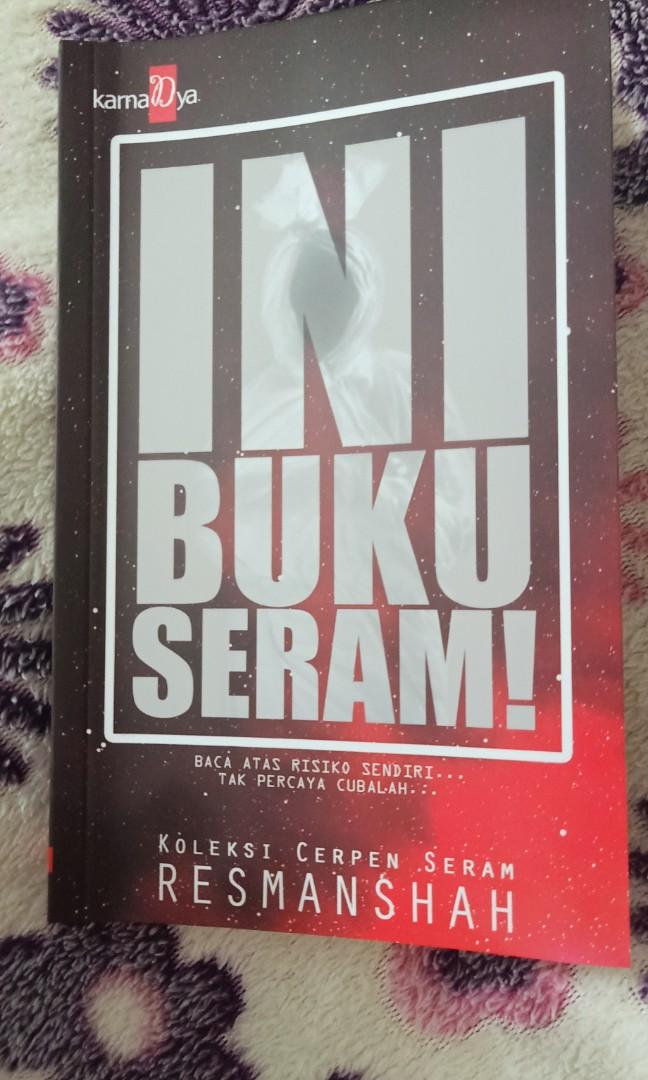 karnaDya
INI
BUKU
SERAM!
BACA ATAS RISIKO SENDIRI...
TAK PERCAYA CUBALAH...
KOLEKSI CERPEN SERAM
RESMANSHAH